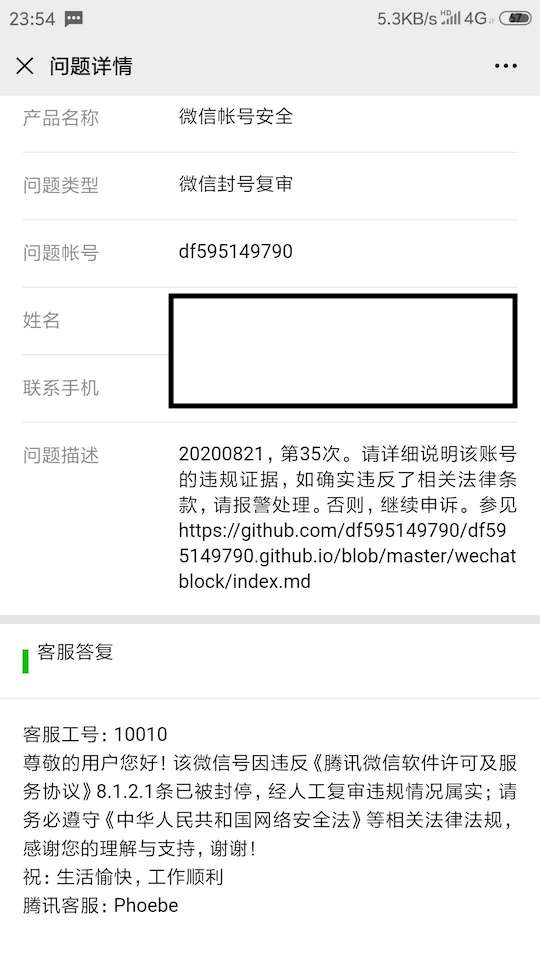 23:54 5.3KB/s HD 4G 67
问题详情
产品名称 微信帐号安全
问题类型 微信封号复审
问题帐号 df595149790
姓名
联系手机
问题描述 20200821，第35次。请详细说明该账号
的违规证据，如确实违反了相关法律条
款，请报警处理。否则，继续申诉。参见
https://github.com/df595149790/df59
5149790.github.io/blob/master/wechat
block/index.md
客服答复
客服工号：10010
尊敬的用户您好！该微信号因违反《腾讯微信软件许可及服
务协议》8.1.2.1条已被封停，经人工复审违规情况属实；请
务必遵守《中华人民共和国网络安全法》等相关法律法规，
感谢您的理解与支持，谢谢！
祝：生活愉快，工作顺利
腾讯客服：Phoebe